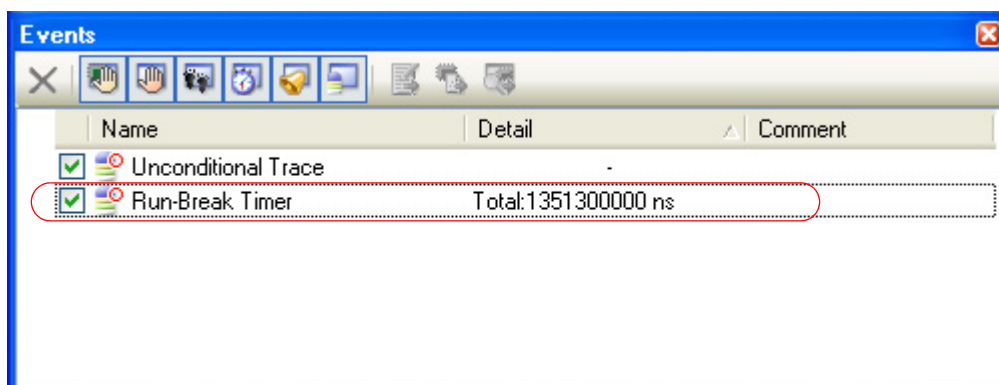 Events
Name Detail Comment
Unconditional Trace -
Run-Break Timer Total:1351300000 ns